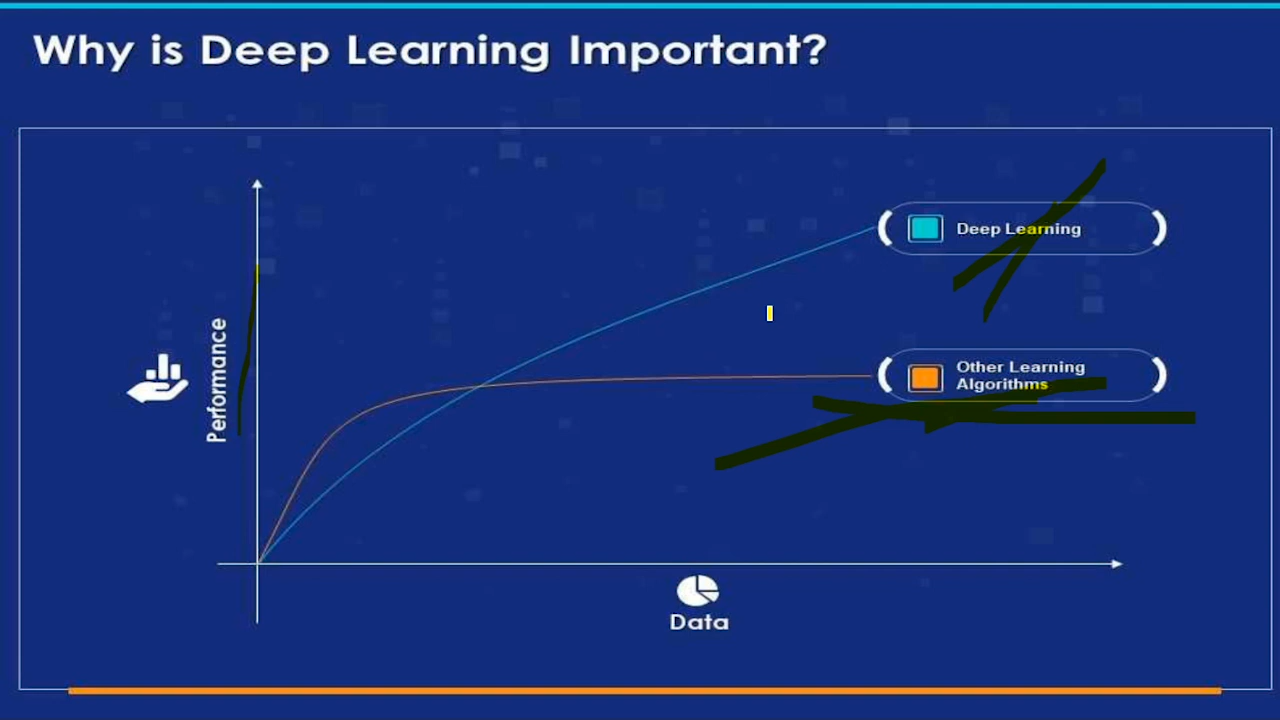 Why is Deep Learning Important?
Deep Learning
Performance
Other Learning
Algorithms
Data